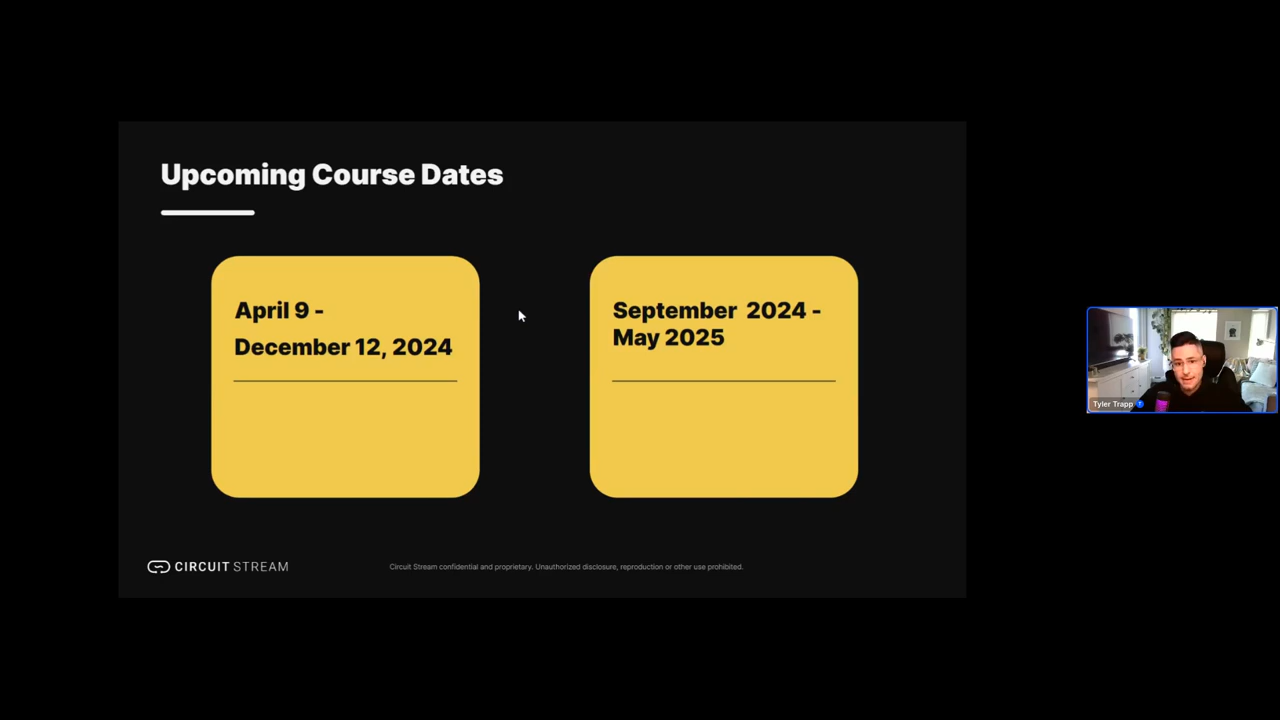 Upcoming Course Dates
April 9 -
December 12, 2024
September 2024 -
May 2025
CIRCUIT STREAM
Circuit Stream confidential and proprietary. Unauthorized disclosure, reproduction or other use prohibited.
Tyler Trapp